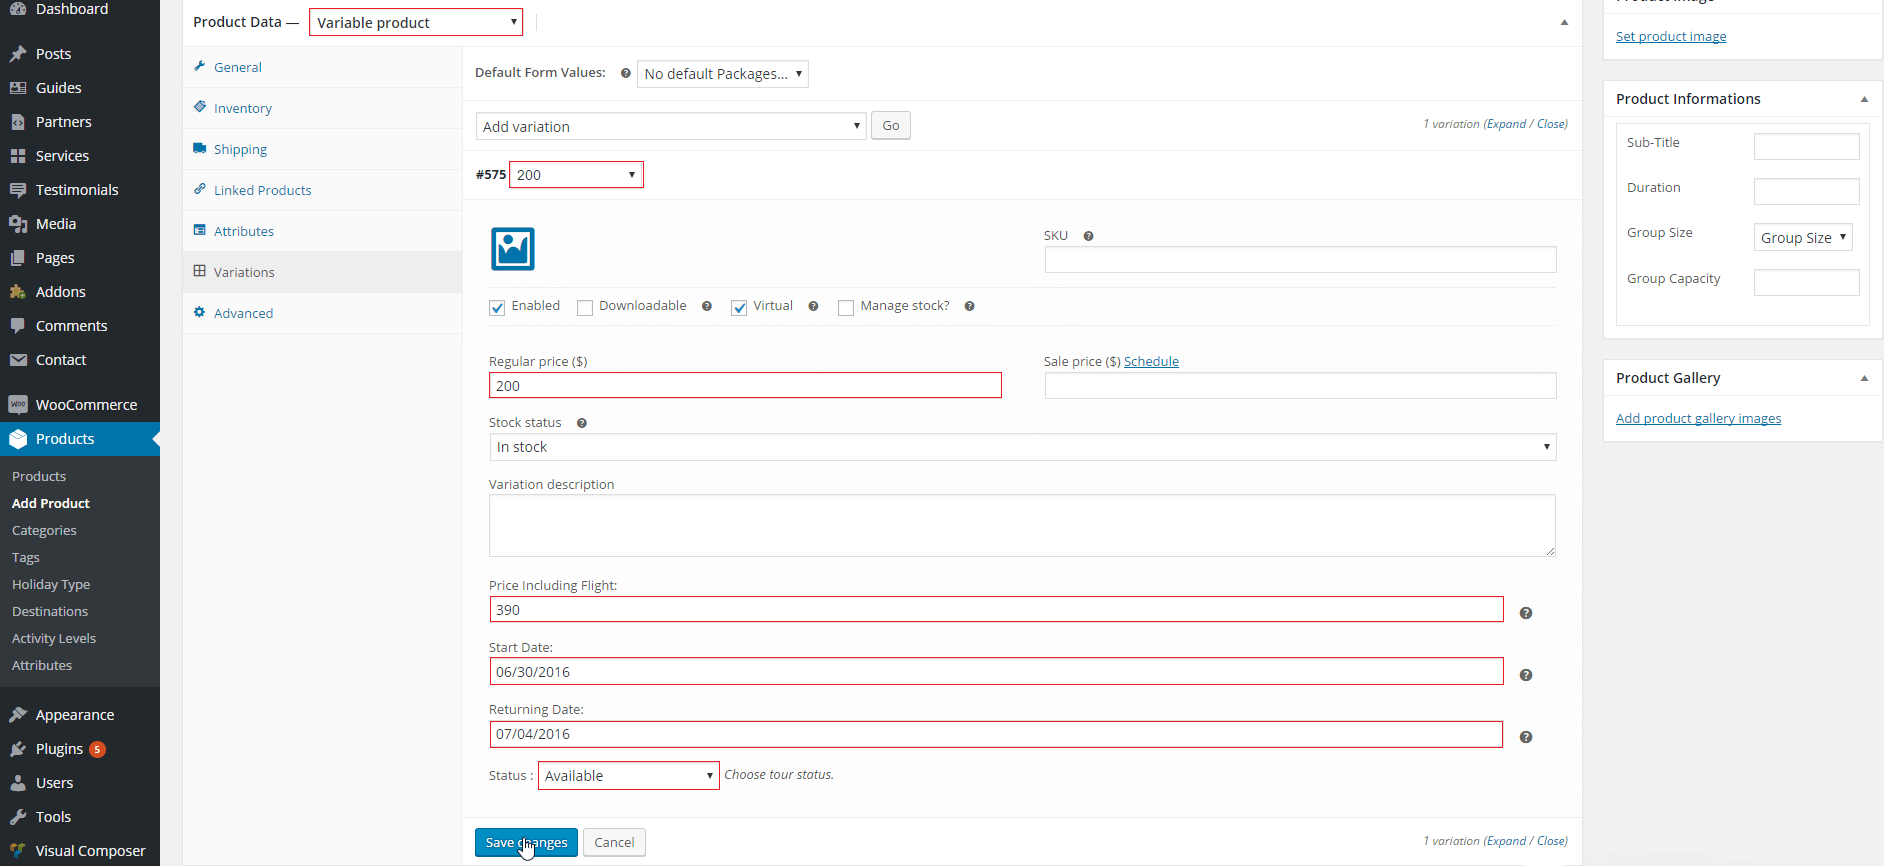 Dashboard
Posts
Guides
Partners
Services
Testimonials
Media
Pages
Addons
Comments
Contact
WooCommerce
Products
Products
Add Product
Categories
Tags
Holiday Type
Destinations
Activity Levels
Attributes
Appearance
Plugins 5
Users
Tools
Visual Composer
Product Data — Variable product
General
Inventory
Shipping
Linked Products
Attributes
Variations
Advanced
Default Form Values: ? No default Packages...
Add variation Go 1 variation (Expand / Close)
#575 200
SKU ?
Enabled Downloadable ? Virtual ? Manage stock? ?
Regular price ($) Sale price ($) Schedule
200
Stock status ?
In stock
Variation description
Price Including Flight:
390 ?
Start Date:
06/30/2016 ?
Returning Date:
07/04/2016 ?
Status : Available Choose tour status.
Save changes Cancel 1 variation (Expand / Close)
Product Image
Set product image
Product Informations
Sub-Title
Duration
Group Size Group Size
Group Capacity
Product Gallery
Add product gallery images